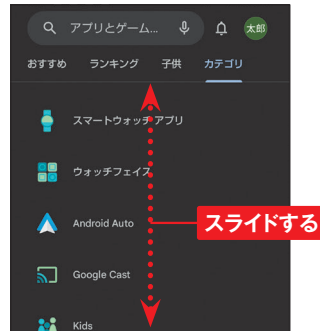 アプリとゲーム... 太郎
おすすめ ランキング 子供 カテゴリ
スマートウォッチ アプリ
ウォッチフェイス
Android Auto
スライドする
Google Cast
Kids